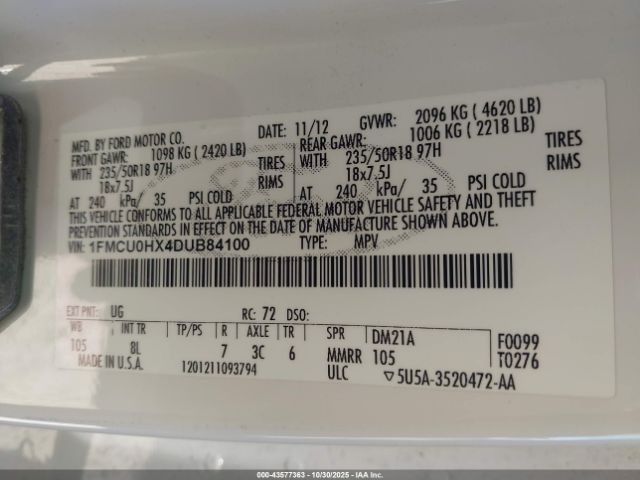 MFD. BY FORD MOTOR CO. DATE: 11/12 GVWR: 2096 KG ( 4620 LB)
FRONT GAWR: 1098 KG ( 2420 LB) REAR GAWR: 1006 KG ( 2218 LB)
WITH 235/50R18 97H TIRES WITH 235/50R18 97H TIRES
18x7.5J RIMS 18x7.5J RIMS
AT 240 kPa/ 35 PSI COLD AT 240 kPa/ 35 PSI COLD
THIS VEHICLE CONFORMS TO ALL APPLICABLE FEDERAL MOTOR VEHICLE SAFETY AND THEFT
PREVENTION STANDARDS IN EFFECT ON THE DATE OF MANUFACTURE SHOWN ABOVE.
VIN: 1FMCU0HX4DUB84100 TYPE: MPV
EXT PNT: UG RC: 72 DSO:
WB INT TR TP/PS R AXLE TR SPR DM21A F0099
105 8L 7 3C 6 MMRR 105 T0276
MADE IN U.S.A. 1201211093794 ULC ▽5U5A-3520472-AA
000-43577363 - 10/30/2025 - IAAI.COM